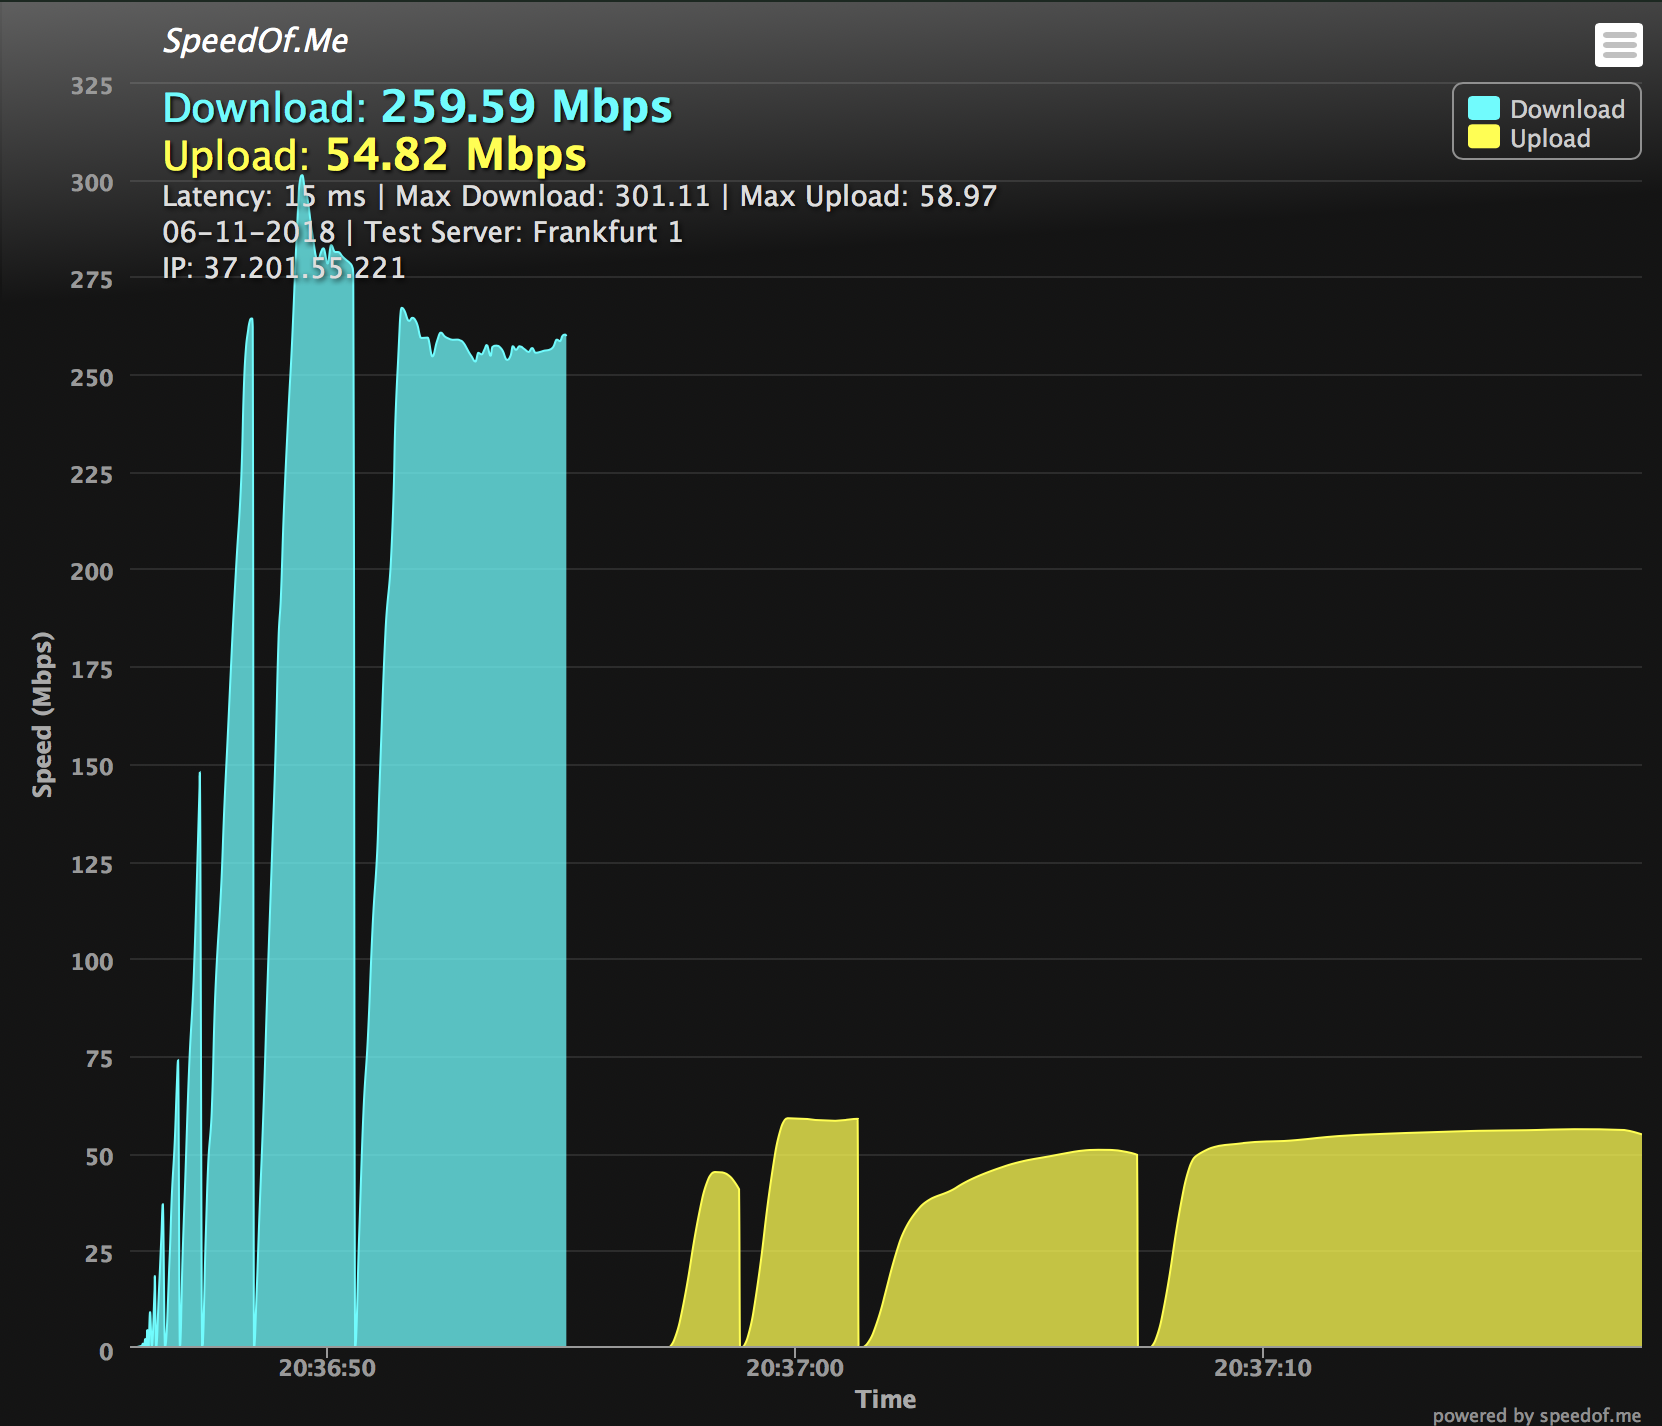 SpeedOf.Me
Download: 259.59 Mbps
Upload: 54.82 Mbps
Latency: 15 ms | Max Download: 301.11 | Max Upload: 58.97
06-11-2018 | Test Server: Frankfurt 1
IP: 37.201.55.221
Download
Upload
325
300
275
250
225
200
175
150
125
100
75
50
25
0
Speed (Mbps)
20:36:50
20:37:00
20:37:10
Time
powered by speedof.me